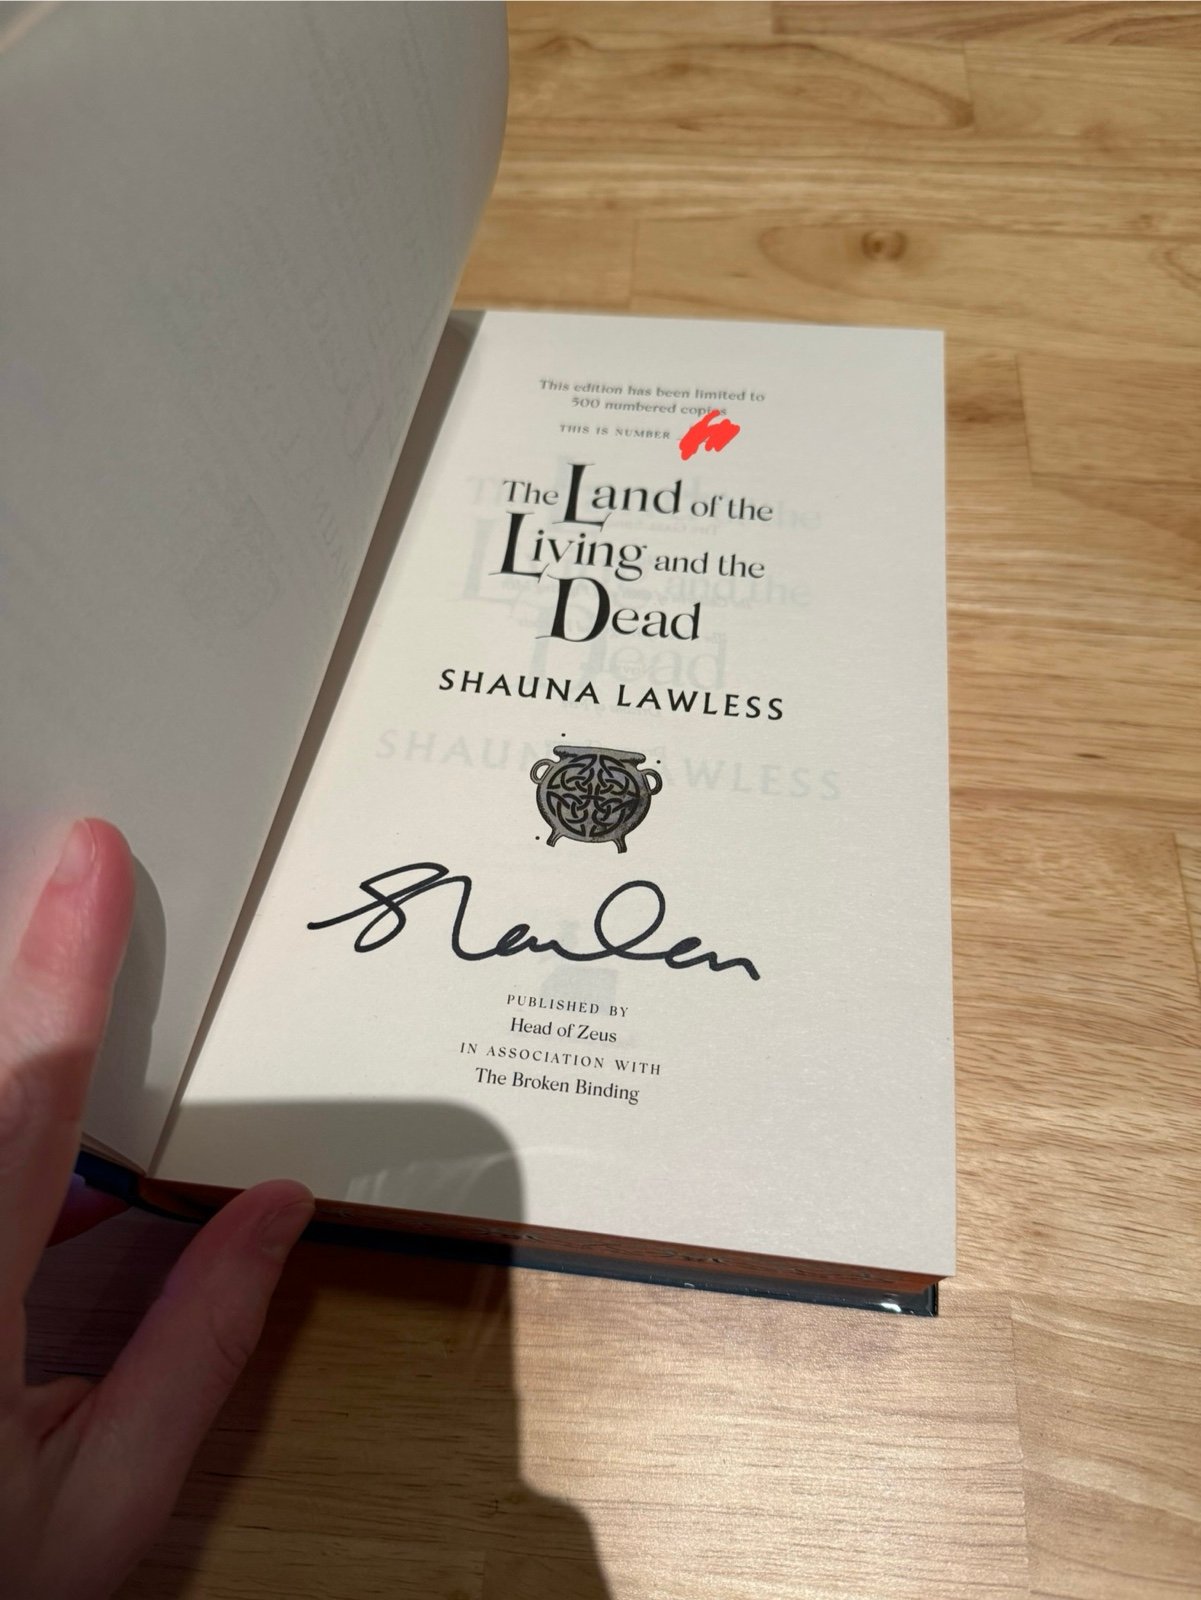 This edition has been limited to
500 numbered copies
THIS IS NUMBER
The Land of the
Living and the
Dead
SHAUNA LAWLESS
PUBLISHED BY
Head of Zeus
IN ASSOCIATION WITH
The Broken Binding